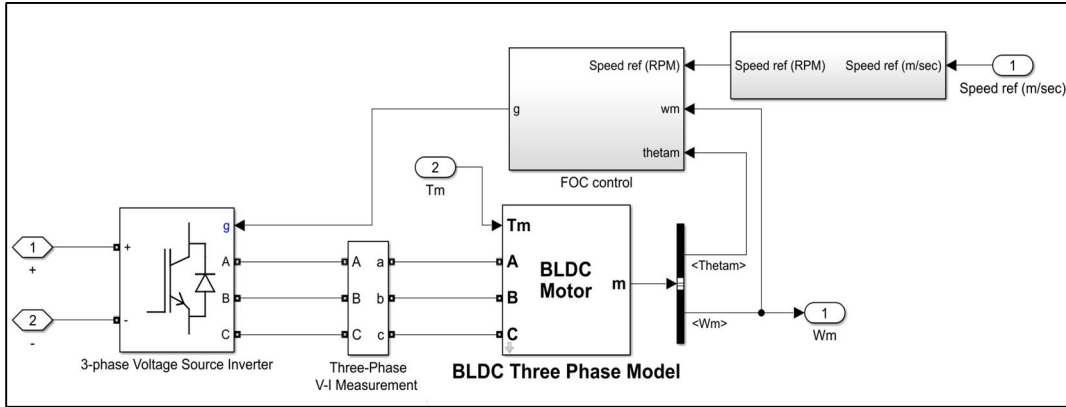 Speed ref (RPM)
wm
thetam
g
FOC control
Speed ref (RPM)
Speed ref (m/sec)
1
Speed ref (m/sec)
2
Tm
1
+
2
-
+
-
g
A
B
C
3-phase Voltage Source Inverter
A
B
C
a
b
c
Three-Phase
V-I Measurement
Tm
A
B
C
BLDC
Motor
m
BLDC Three Phase Model
<Thetam>
<Wm>
1
Wm